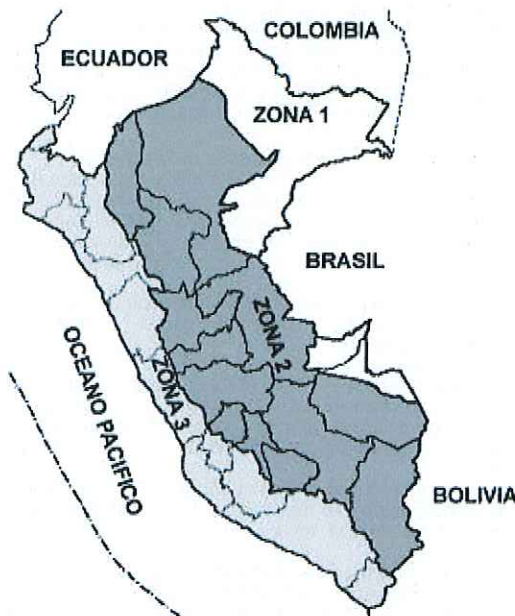 COLOMBIA
ECUADOR
ZONA 1
BRASIL
ZONA 2
ZONA 3
OCEANO PACIFICO
BOLIVIA